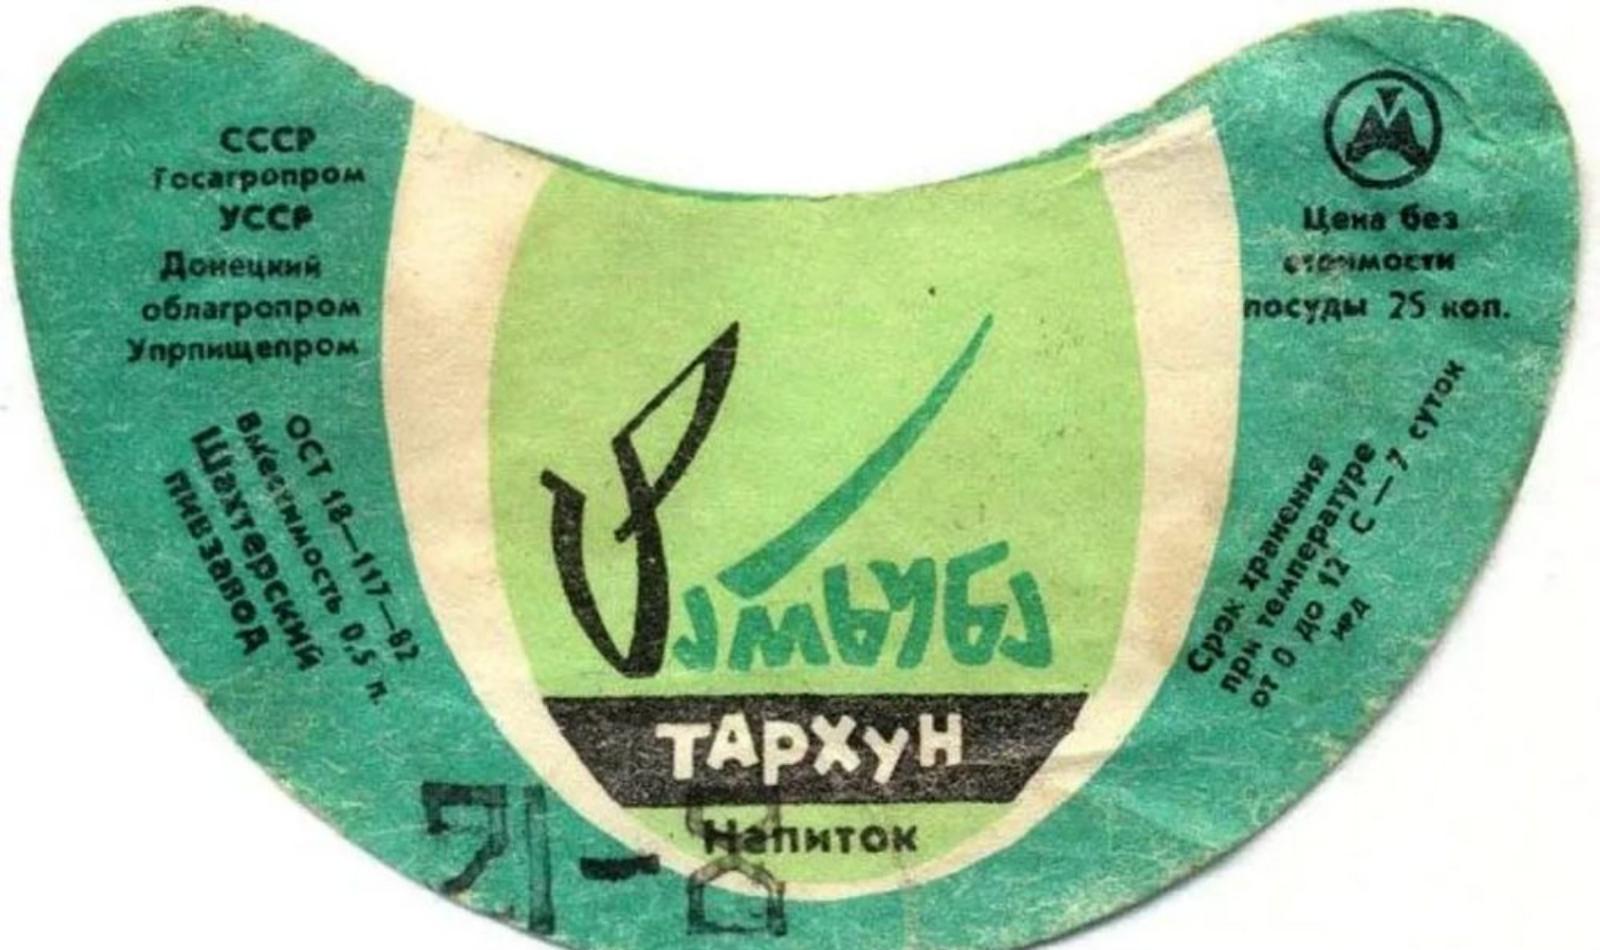 СССР
Госагропром
УССР
Донецкий
облагропром
Упрпищепром
ОСТ 18—117—82
Вместимость 0,5 л.
Шахтерский
пивзавод
ТАРХУН
Напиток
Цена без
стоимости
посуды 25 коп.
Срок хранения
при температуре
от 0 до 12 С — 7 суток